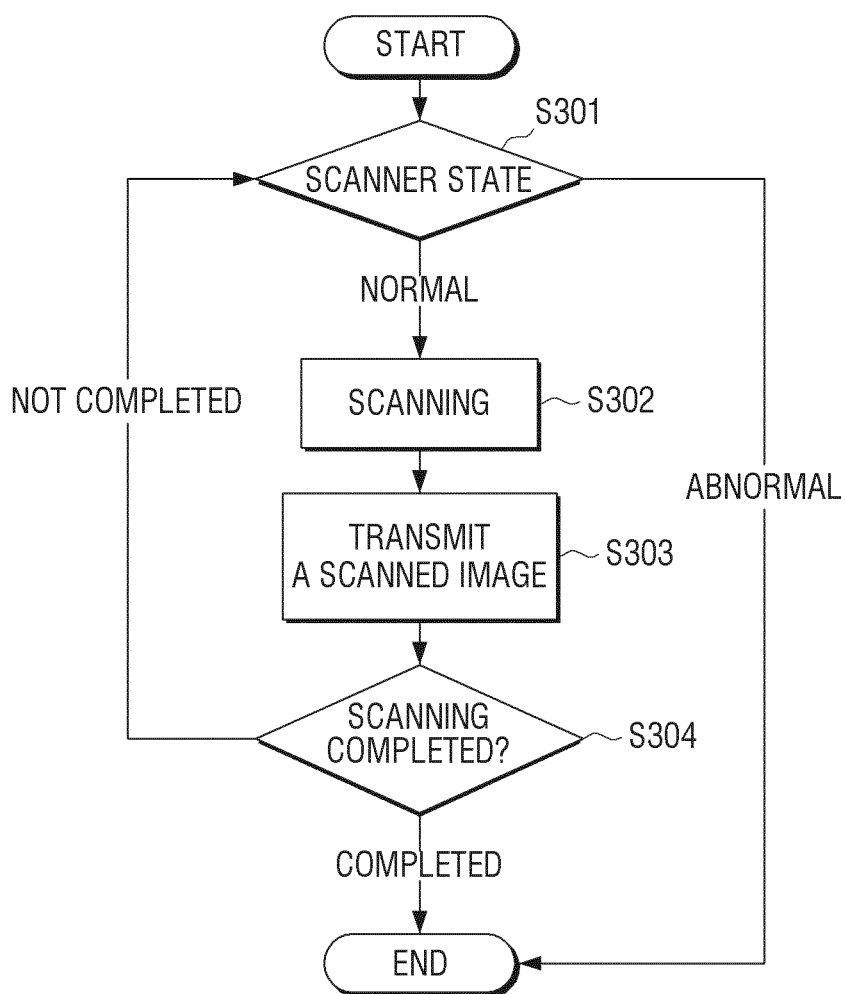 START
S301
SCANNER STATE
NORMAL
SCANNING
S302
NOT COMPLETED
ABNORMAL
TRANSMIT
A SCANNED IMAGE
S303
SCANNING
COMPLETED?
S304
COMPLETED
END